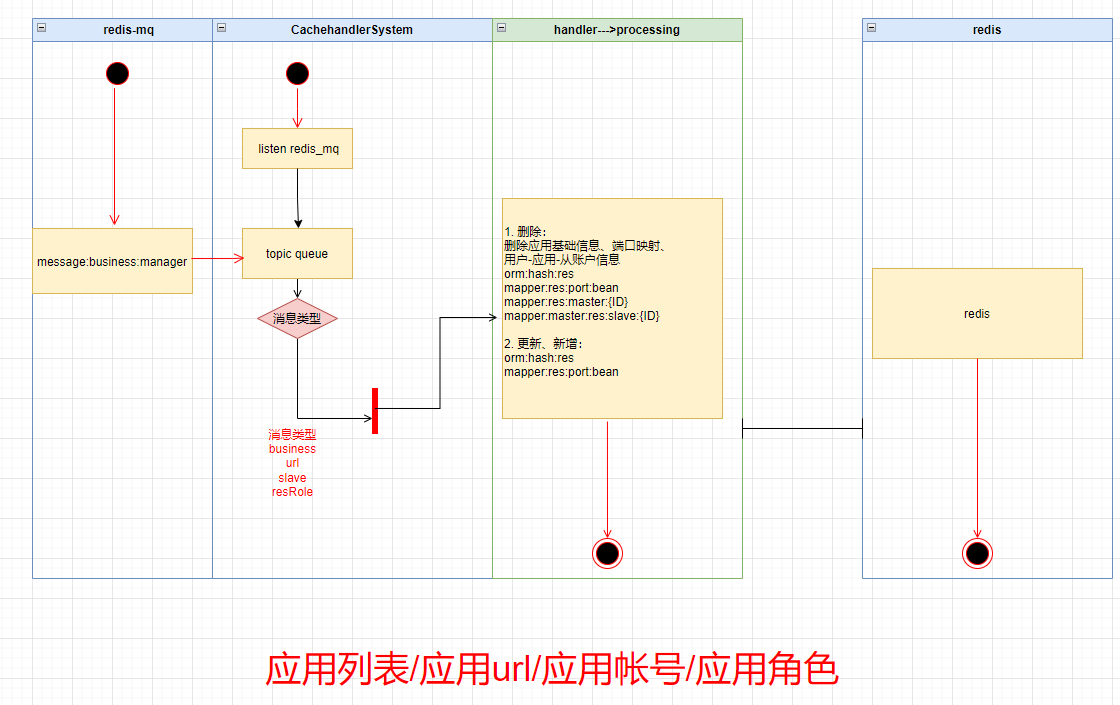 redis-mq
CachehandlerSystem
handler--->processing
redis
listen redis_mq
message:business:manager
topic queue
消息类型
消息类型
business
url
slave
resRole
1. 删除:
删除应用基础信息、端口映射、
用户-应用-从账户信息
orm:hash:res
mapper:res:port:bean
mapper:res:master:{ID}
mapper:master:res:slave:{ID}
2. 更新、新增:
orm:hash:res
mapper:res:port:bean
redis
应用列表/应用url/应用帐号/应用角色